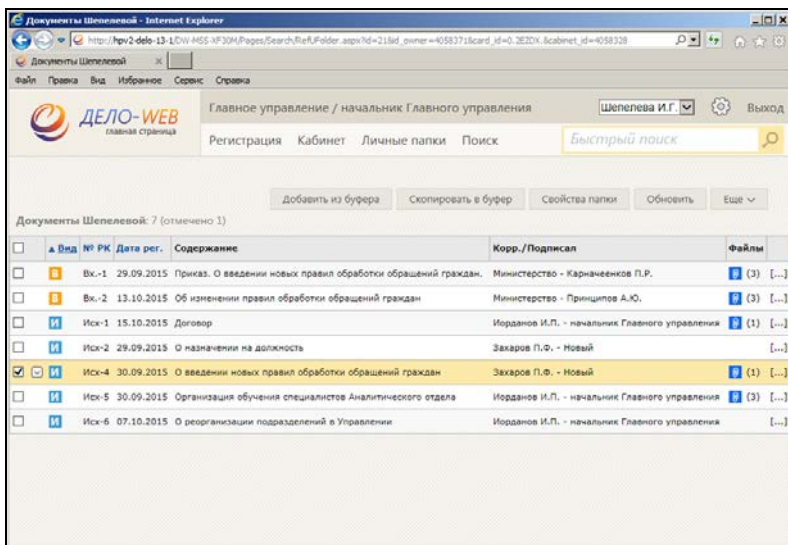 Документы Шепелевой - Internet Explorer
Документы Шепелевой
Файл Правка Вид Избранное Сервис Справка
ДЕЛО-WEB
главная страница
Главное управление / начальник Главного управления
Шепелева И.Г.
Выход
Регистрация Кабинет Личные папки Поиск
Быстрый поиск
Добавить из буфера Скопировать в буфер Свойства папки Обновить Еще
Документы Шепелевой: 7 (отмечено 1)
Вид № РК Дата рег. Содержание Корр./Подписал Файлы
В Вх.-1 29.09.2015 Приказ. О введении новых правил обработки обращений граждан. Министерство - Карначеенков П.Р. (3) [...]
В Вх.-2 13.10.2015 Об изменении правил обработки обращений граждан Министерство - Принципов А.Ю. (3) [...]
И Исх-1 15.10.2015 Договор Иорданов И.П. - начальник Главного управления (1) [...]
И Исх-2 29.09.2015 О назначении на должность Захаров П.Ф. - Новый [...]
И Исх-4 30.09.2015 О введении новых правил обработки обращений граждан Захаров П.Ф. - Новый (1) [...]
И Исх-5 30.09.2015 Организация обучения специалистов Аналитического отдела Иорданов И.П. - начальник Главного управления (3) [...]
И Исх-6 07.10.2015 О реорганизации подразделений в Управлении Иорданов И.П. - начальник Главного управления [...]